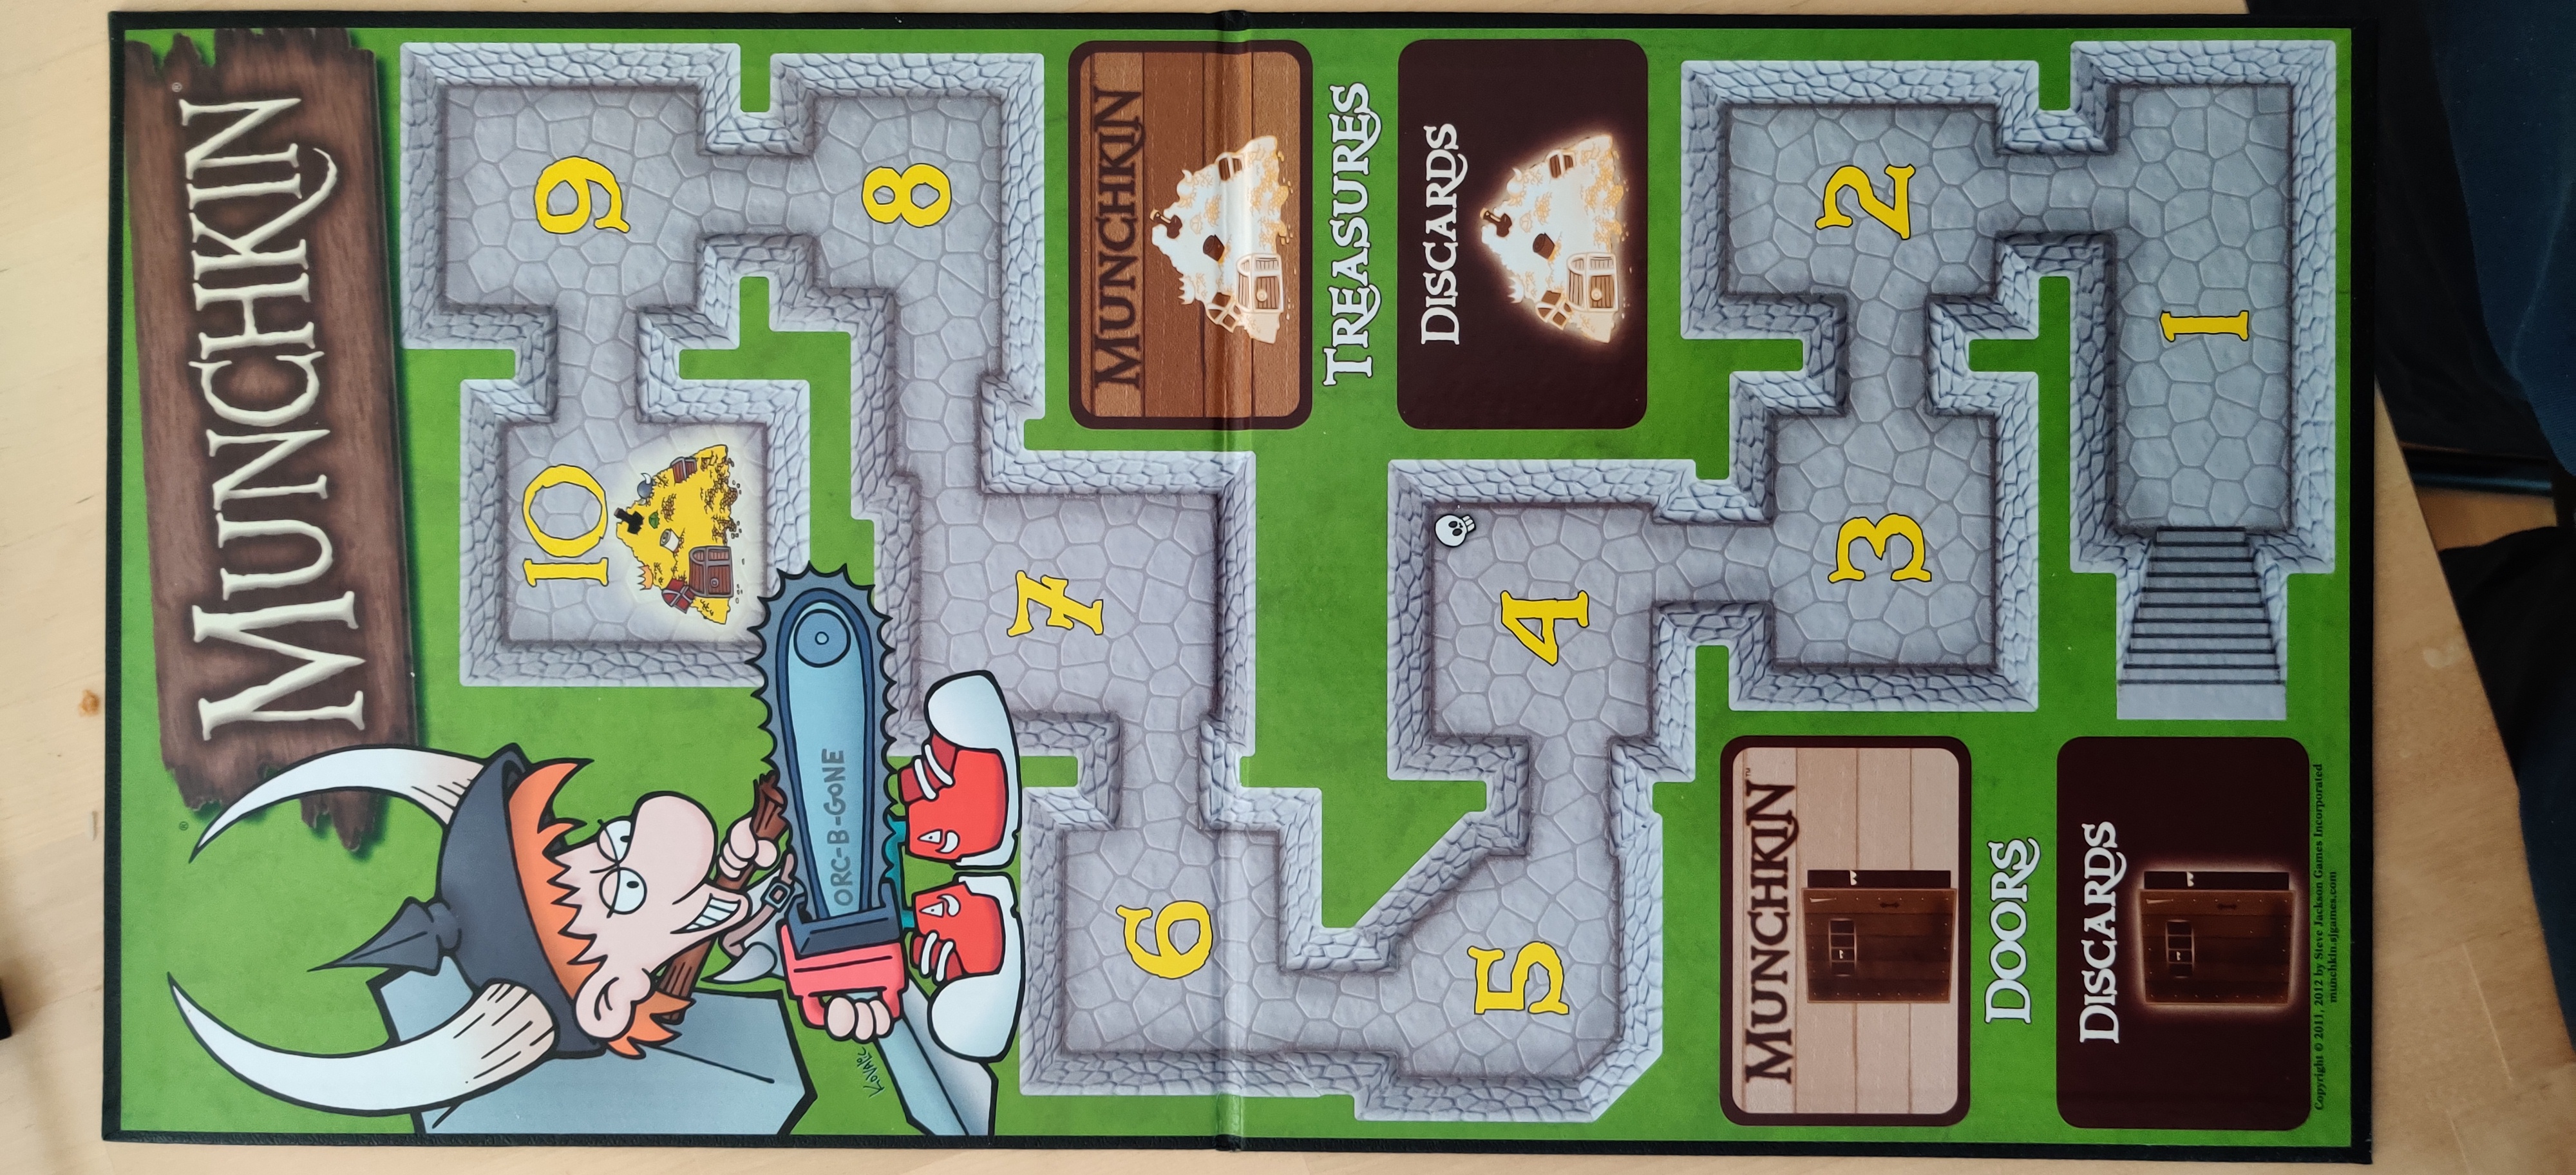 MUNCHKIN®
®
10
9
ORC-B-GONE
KOVALIC
8
7
6
MUNCHKIN
TREASURES
DISCARDS
5
4
MUNCHKIN™
3
2
DOORS
DISCARDS
1
Copyright © 2011, 2012 by Steve Jackson Games Incorporated
munchkin.sjgames.com